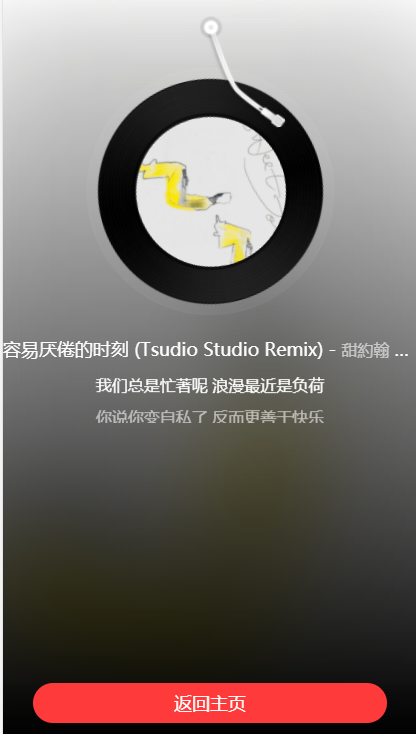 容易厌倦的时刻 (Tsudio Studio Remix) - 甜約翰 ...
我们总是忙著呢 浪漫最近是负荷
你说你变自私了 反而更善于快乐
返回主页